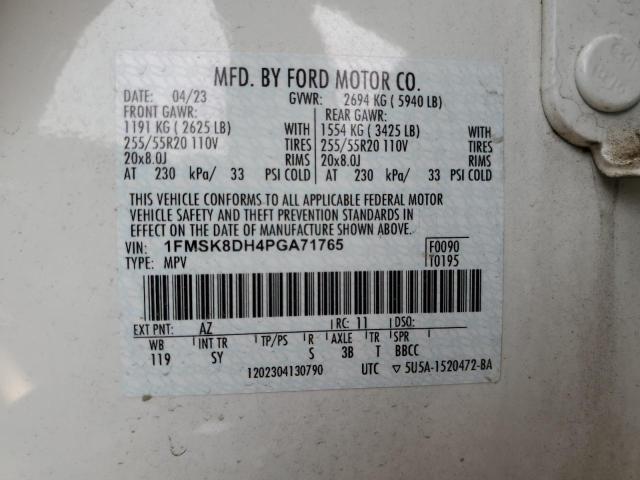 MFD. BY FORD MOTOR CO.
DATE: 04/23 GVWR: 2694 KG ( 5940 LB)
FRONT GAWR: REAR GAWR:
1191 KG ( 2625 LB) WITH 1554 KG ( 3425 LB) WITH
255/55R20 110V TIRES 255/55R20 110V TIRES
20x8.0J RIMS 20x8.0J RIMS
AT 230 kPa/ 33 PSI COLD AT 230 kPa/ 33 PSI COLD
THIS VEHICLE CONFORMS TO ALL APPLICABLE FEDERAL MOTOR
VEHICLE SAFETY AND THEFT PREVENTION STANDARDS IN
EFFECT ON THE DATE OF MANUFACTURE SHOWN ABOVE.
VIN: 1FMSK8DH4PGA71765 F0090
TYPE: MPV T0195
EXT PNT: AZ RC: 11 DSO:
WB INT TR TP/PS R AXLE TR SPR
119 SY S 3B T BBCC
1202304130790 UTC ▽ 5U5A-1520472-BA